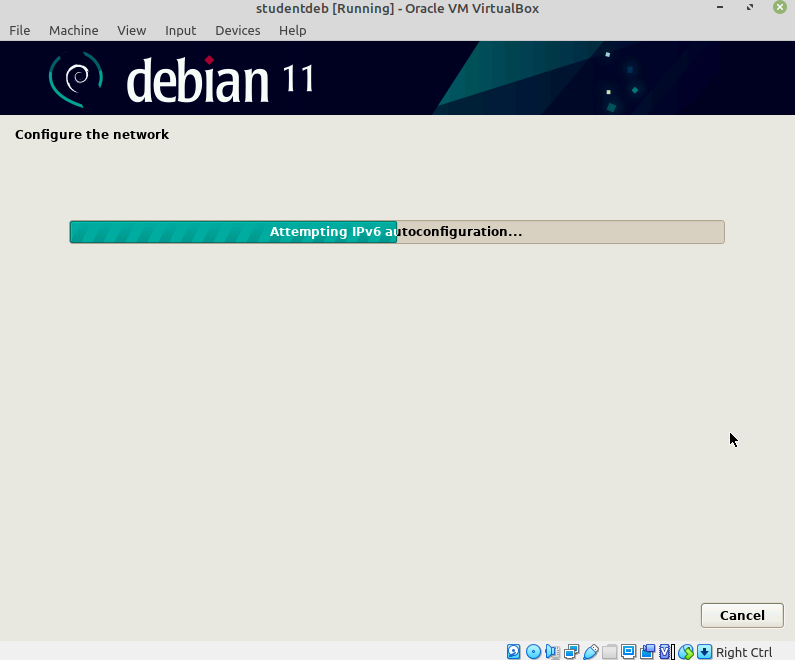 studentdeb [Running] - Oracle VM VirtualBox
File Machine View Input Devices Help
debian 11
Configure the network
Attempting IPv6 autoconfiguration...
Cancel
Right Ctrl